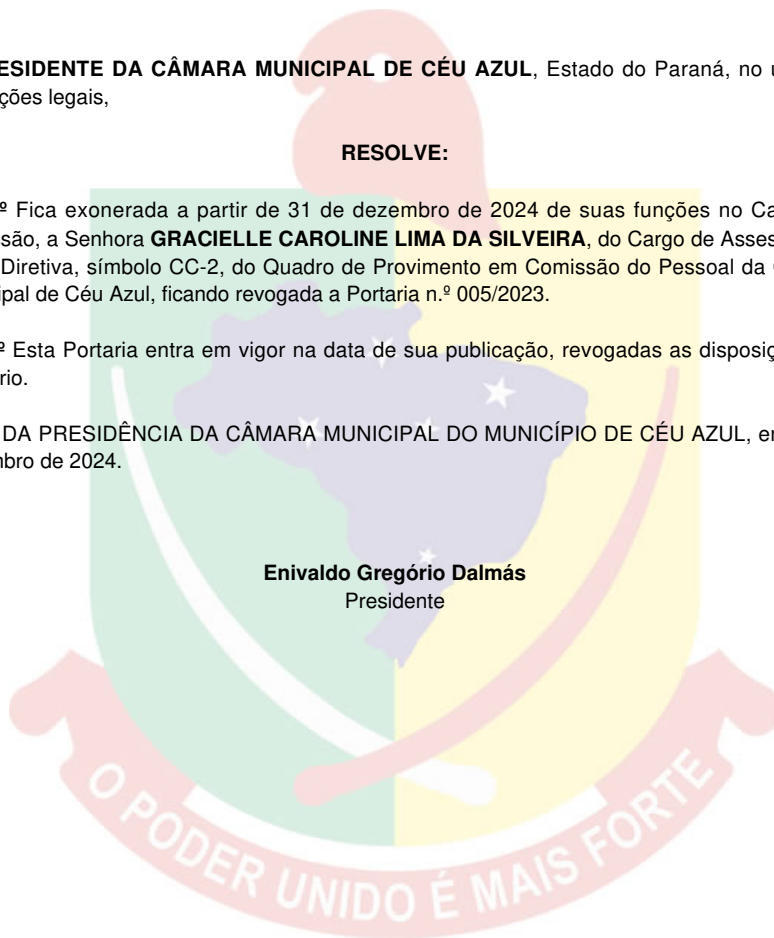 ESIDENTE DA CÂMARA MUNICIPAL DE CÉU AZUL, Estado do Paraná, no u
ções legais,
RESOLVE:
º Fica exonerada a partir de 31 de dezembro de 2024 de suas funções no Ca
são, a Senhora GRACIELLE CAROLINE LIMA DA SILVEIRA, do Cargo de Asses
Diretiva, símbolo CC-2, do Quadro de Provimento em Comissão do Pessoal da
ipal de Céu Azul, ficando revogada a Portaria n.º 005/2023.
º Esta Portaria entra em vigor na data de sua publicação, revogadas as disposiç
rio.
DA PRESIDÊNCIA DA CÂMARA MUNICIPAL DO MUNICÍPIO DE CÉU AZUL, en
mbro de 2024.
Enivaldo Gregório Dalmás
Presidente
O PODER UNIDO É MAIS FORTE